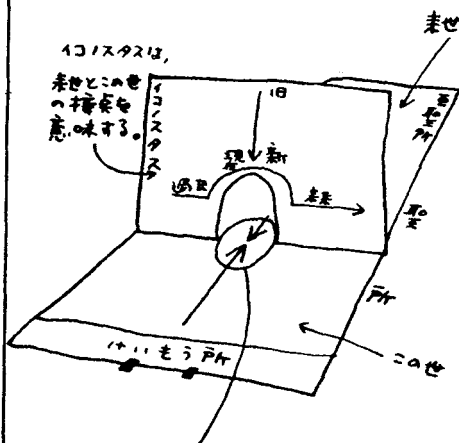 来世
イコノスタスは、
来世とこの世
の接点を
意味する。
イコノスタス
旧
新
現在
過去
未来
至聖所
聖所
この世
けいもう所